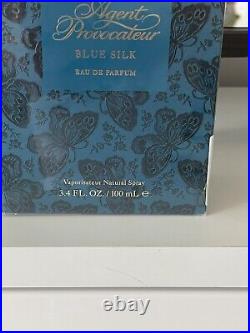 Agent
Provocateur
BLUE SILK
EAU DE PARFUM
Vaporisateur Natural Spray
3.4 FL. OZ. / 100 mL ℮